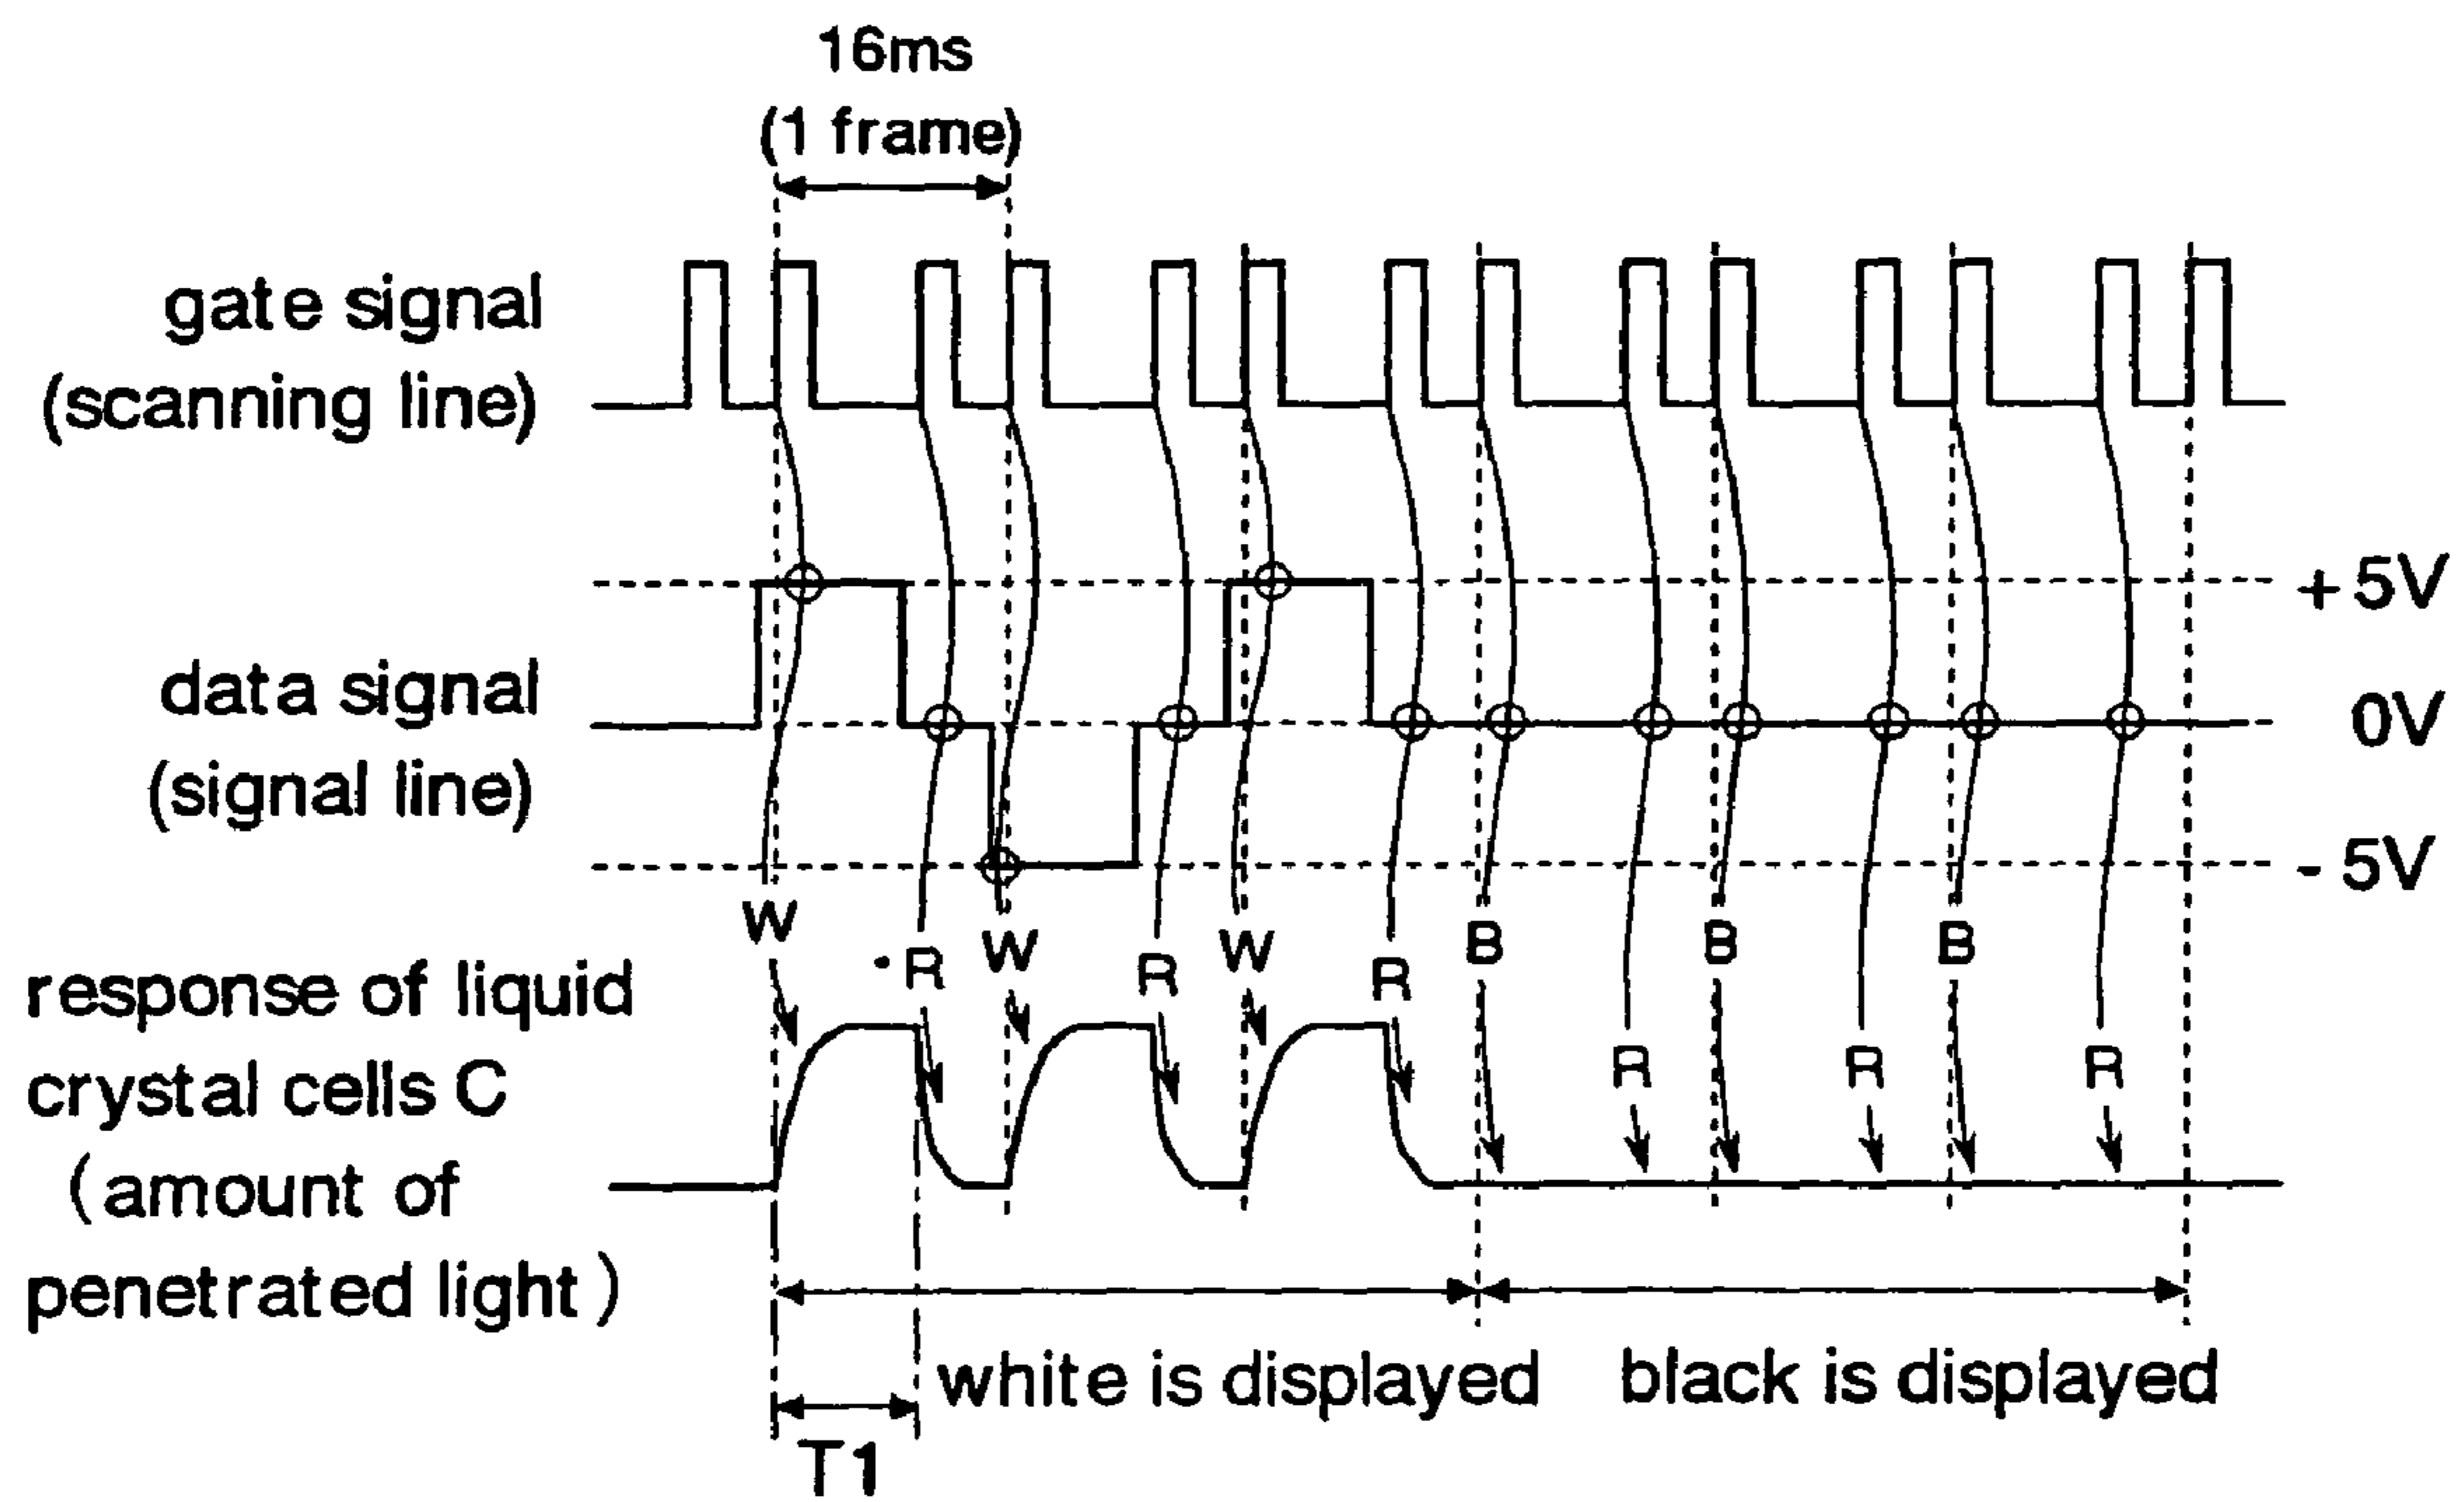 16ms
(1 frame)
gate signal
(scanning line)
+ 5V
data signal
0V
(signal line)
- 5V
W
R
W
R
W
R
B
B
B
response of liquid
crystal cells C
R
R
R
(amount of
penetrated light)
white is displayed
black is displayed
T1